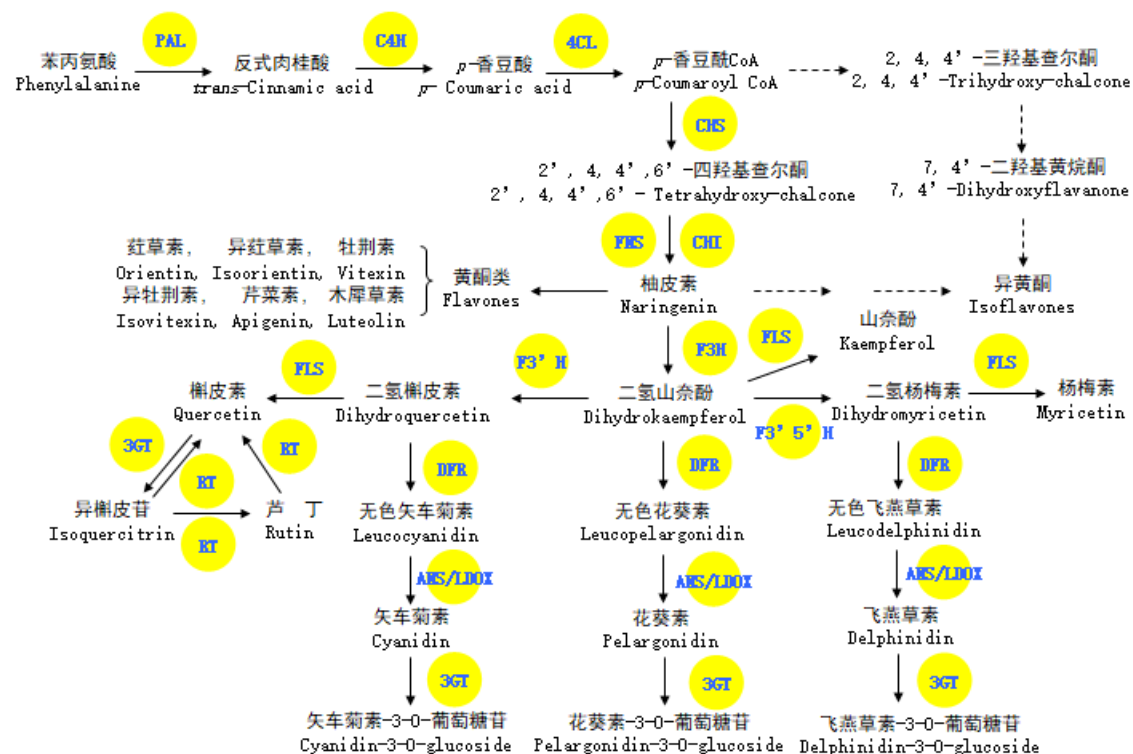 PAL
C4H
4CL
苯丙氨酸
Phenylalanine
反式肉桂酸
trans-Cinnamic acid
p-香豆酸
p- Coumaric acid
p-香豆酰CoA
p-Coumaroyl CoA
2, 4, 4’-三羟基查尔酮
2, 4, 4’-Trihydroxy-chalcone
CHS
2’, 4, 4’,6’-四羟基查尔酮
2’, 4, 4’,6’- Tetrahydroxy-chalcone
7, 4’-二羟基黄烷酮
7, 4’-Dihydroxyflavanone
FNS
CHI
荭草素, 异荭草素, 牡荆素
Orientin, Isoorientin, Vitexin
异牡荆素, 芹菜素, 木犀草素
Isovitexin, Apigenin, Luteolin
黄酮类
Flavones
柚皮素
Naringenin
异黄酮
Isoflavones
山奈酚
Kaempferol
F3’H
F3H
FLS
FLS
FLS
槲皮素
Quercetin
二氢槲皮素
Dihydroquercetin
二氢山奈酚
Dihydrokaempferol
二氢杨梅素
Dihydromyricetin
杨梅素
Myricetin
F3’5’H
3GT
RT
RT
RT
DFR
DFR
DFR
异槲皮苷
Isoquercitrin
芦 丁
Rutin
无色矢车菊素
Leucocyanidin
无色花葵素
Leucopelargonidin
无色飞燕草素
Leucodelphinidin
ANS/LDOX
ANS/LDOX
ANS/LDOX
矢车菊素
Cyanidin
花葵素
Pelargonidin
飞燕草素
Delphinidin
3GT
3GT
3GT
矢车菊素-3-O-葡萄糖苷
Cyanidin-3-O-glucoside
花葵素-3-O-葡萄糖苷
Pelargonidin-3-O-glucoside
飞燕草素-3-O-葡萄糖苷
Delphinidin-3-O-glucoside